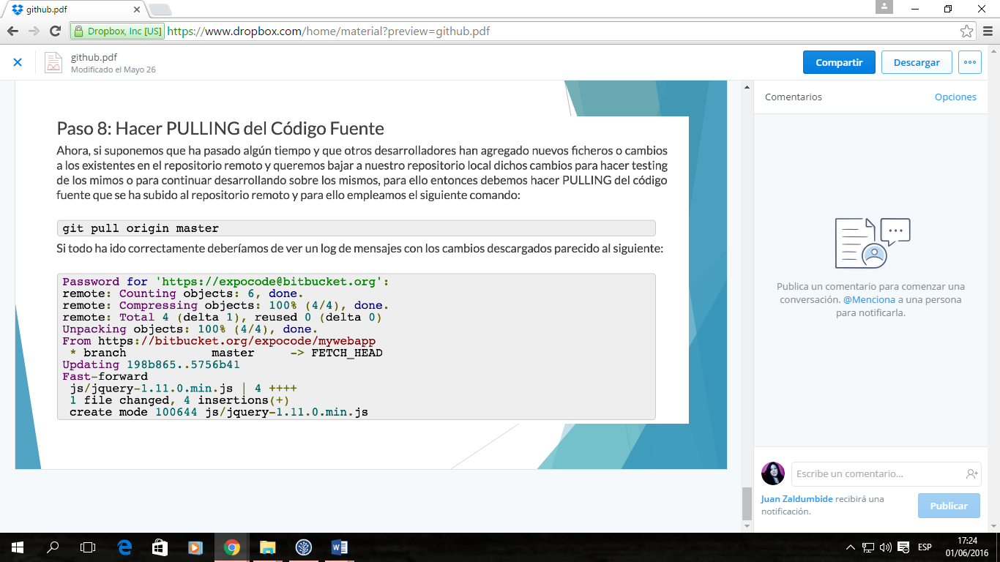 github.pdf
Dropbox, Inc [US] https://www.dropbox.com/home/material?preview=github.pdf
github.pdf
Modificado el Mayo 26
Compartir
Descargar
Paso 8: Hacer PULLING del Código Fuente
Ahora, si suponemos que ha pasado algún tiempo y que otros desarrolladores han agregado nuevos ficheros o cambios
a los existentes en el repositorio remoto y queremos bajar a nuestro repositorio local dichos cambios para hacer testing
de los mimos o para continuar desarrollando sobre los mismos, para ello entonces debemos hacer PULLING del código
fuente que se ha subido al repositorio remoto y para ello empleamos el siguiente comando:
git pull origin master
Si todo ha ido correctamente deberíamos de ver un log de mensajes con los cambios descargados parecido al siguiente:
Password for 'https://expocode@bitbucket.org':
remote: Counting objects: 6, done.
remote: Compressing objects: 100% (4/4), done.
remote: Total 4 (delta 1), reused 0 (delta 0)
Unpacking objects: 100% (4/4), done.
From https://bitbucket.org/expocode/mywebapp
* branch master -> FETCH_HEAD
Updating 198b865..5756b41
Fast-forward
js/jquery-1.11.0.min.js | 4 ++++
1 file changed, 4 insertions(+)
create mode 100644 js/jquery-1.11.0.min.js
Comentarios
Opciones
Publica un comentario para comenzar una
conversación. @Menciona a una persona
para notificarla.
Escribe un comentario...
Juan Zaldumbide recibirá una
notificación.
Publicar
ESP
17:24
01/06/2016